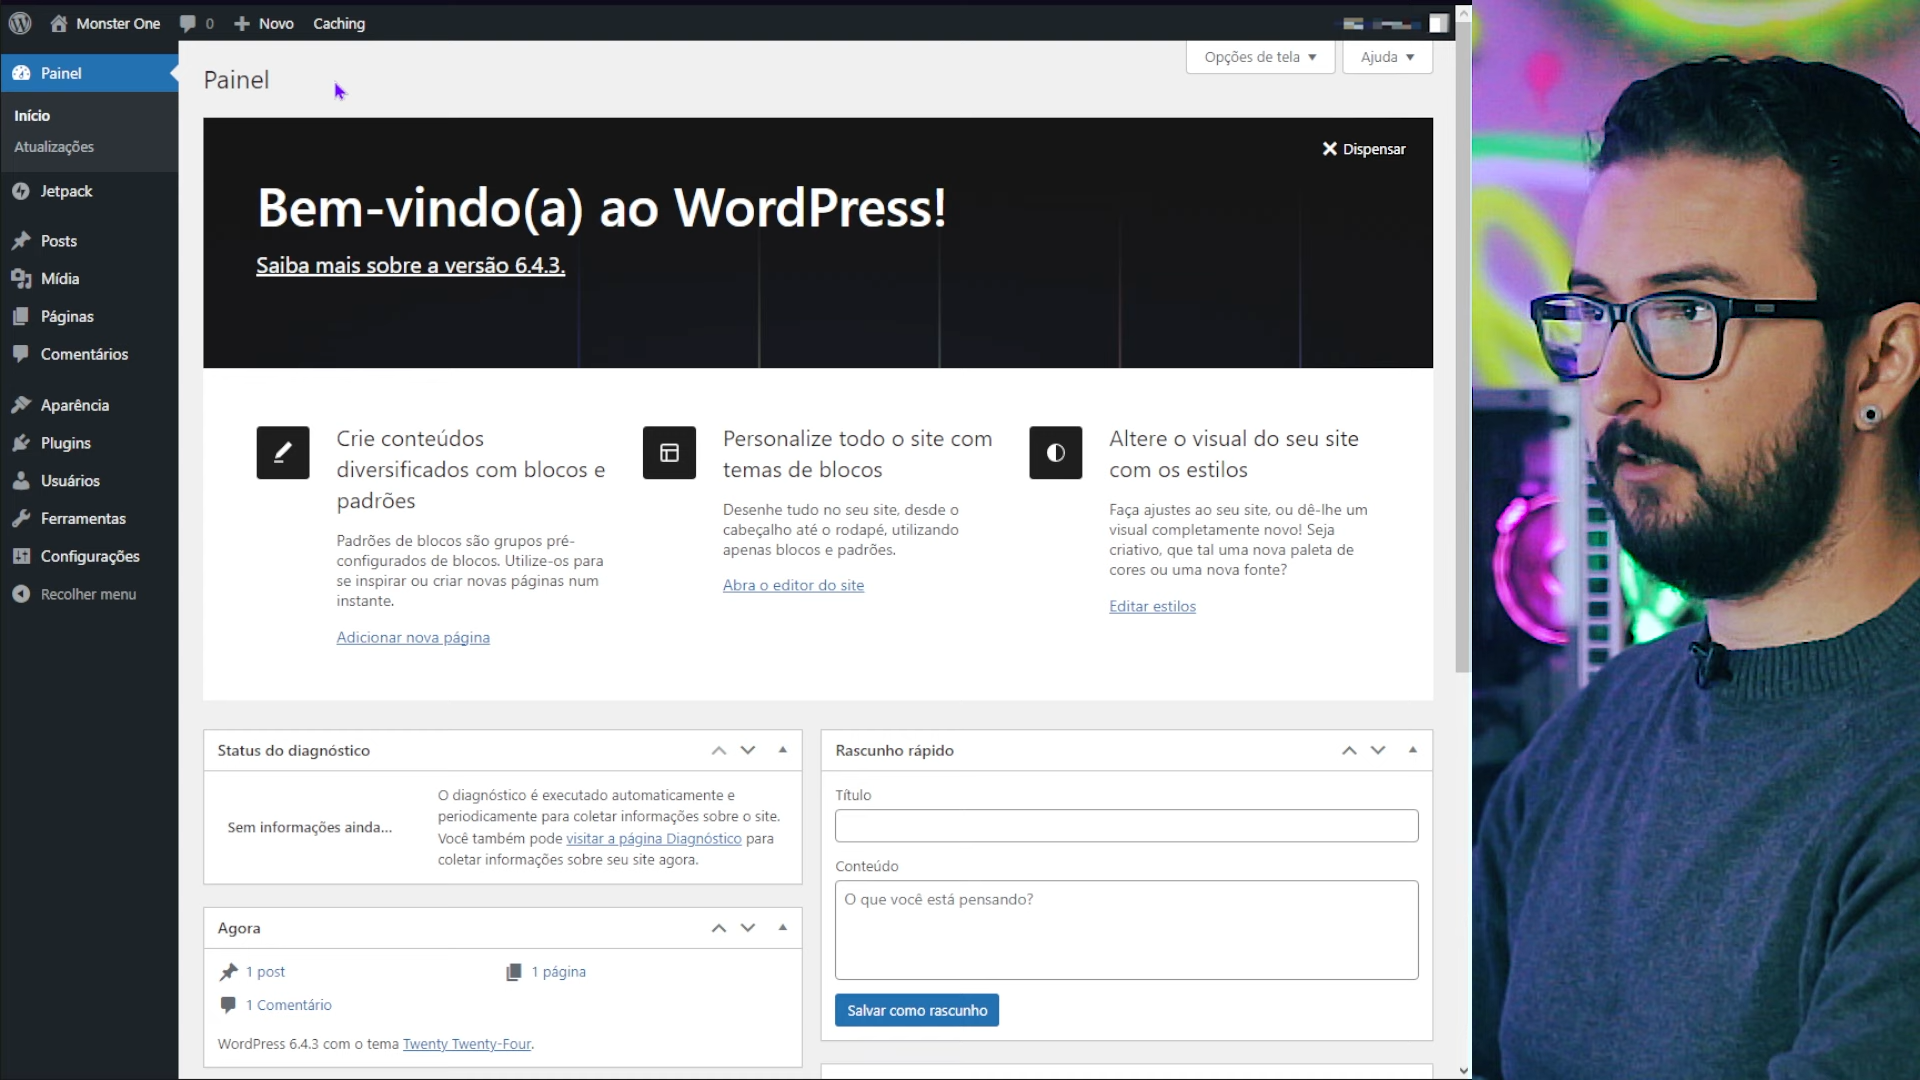 Monster One
0
Novo
Caching
Painel
Início
Atualizações
Jetpack
Posts
Mídia
Páginas
Comentários
Aparência
Plugins
Usuários
Ferramentas
Configurações
Recolher menu
Painel
Opções de tela
Ajuda
Dispensar
Bem-vindo(a) ao WordPress!
Saiba mais sobre a versão 6.4.3.
Crie conteúdos
diversificados com blocos e
padrões
Padrões de blocos são grupos pré-
configurados de blocos. Utilize-os para
se inspirar ou criar novas páginas num
instante.
Adicionar nova página
Personalize todo o site com
temas de blocos
Desenhe tudo no seu site, desde o
cabeçalho até o rodapé, utilizando
apenas blocos e padrões.
Abra o editor do site
Altere o visual do seu site
com os estilos
Faça ajustes ao seu site, ou dê-lhe um
visual completamente novo! Seja
criativo, que tal uma nova paleta de
cores ou uma nova fonte?
Editar estilos
Status do diagnóstico
Sem informações ainda...
O diagnóstico é executado automaticamente e
periodicamente para coletar informações sobre o site.
Você também pode visitar a página Diagnóstico para
coletar informações sobre seu site agora.
Agora
1 post
1 página
1 Comentário
WordPress 6.4.3 com o tema Twenty Twenty-Four.
Rascunho rápido
Título
Conteúdo
O que você está pensando?
Salvar como rascunho